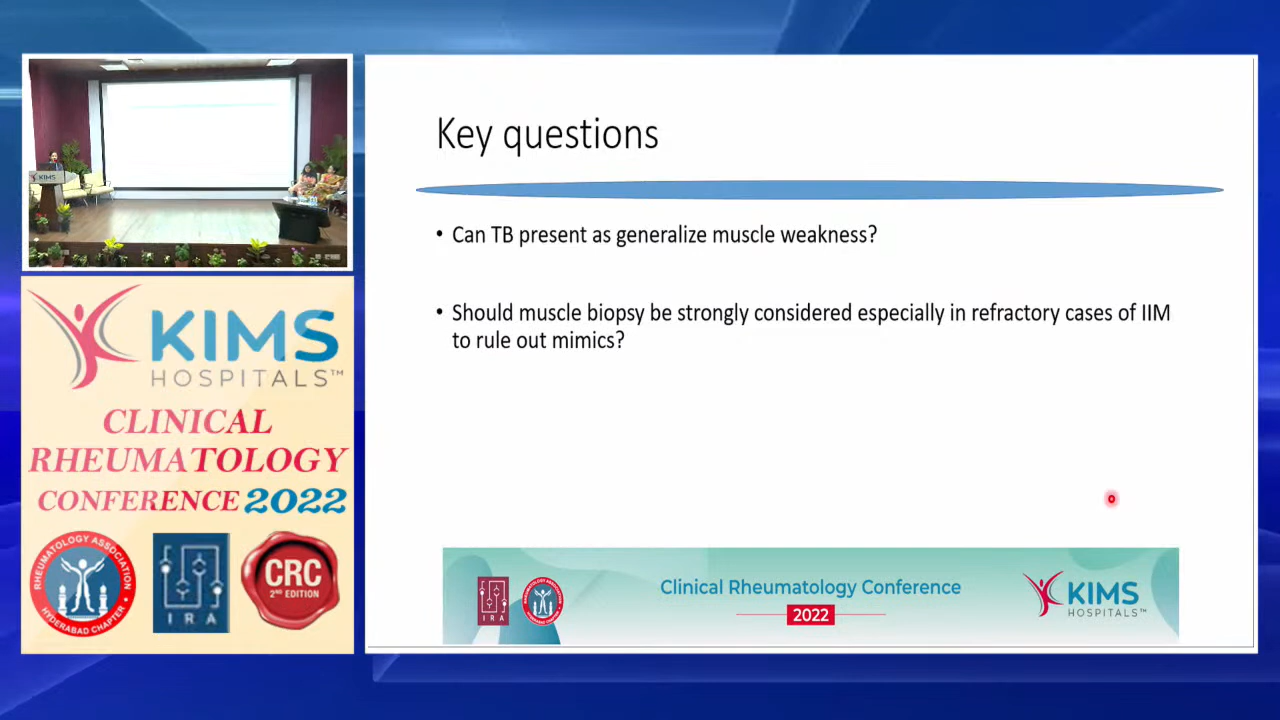 KIMS
KIMS
HOSPITALS™
CLINICAL
RHEUMATOLOGY
CONFERENCE 2022
RHEUMATOLOGY ASSOCIATION
HYDERABAD CHAPTER
IRA
CRC
2ND EDITION
Key questions
• Can TB present as generalize muscle weakness?
• Should muscle biopsy be strongly considered especially in refractory cases of IIM
to rule out mimics?
IRA
Clinical Rheumatology Conference
2022
KIMS
HOSPITALS™